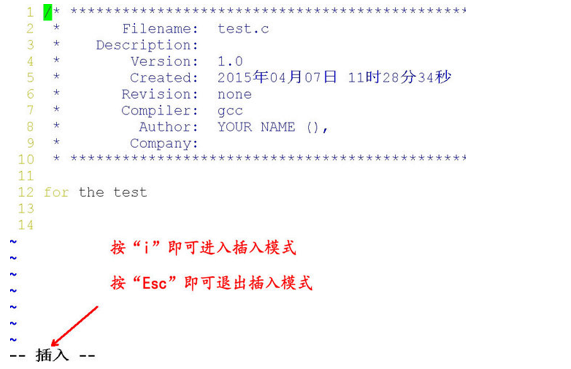 1 /* **********************************************
2  *       Filename:  test.c
3  *    Description:
4  *        Version:  1.0
5  *        Created:  2015年04月07日 11时28分34秒
6  *       Revision:  none
7  *       Compiler:  gcc
8  *         Author:  YOUR NAME (),
9  *        Company:
10  * **********************************************
11
12 for the test
13
14
~
按“i”即可进入插入模式
~
~
按“Esc”即可退出插入模式
~
~
~
~
-- 插入 --